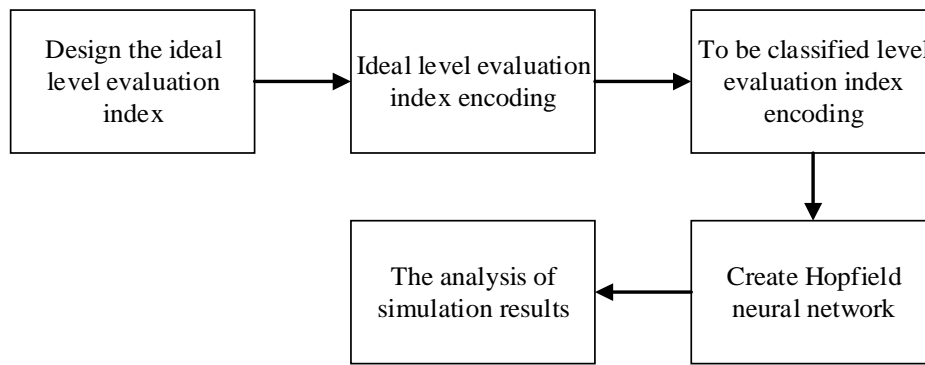 Design the ideal
level evaluation
index
Ideal level evaluation
index encoding
To be classified level
evaluation index
encoding
Create Hopfield
neural network
The analysis of
simulation results